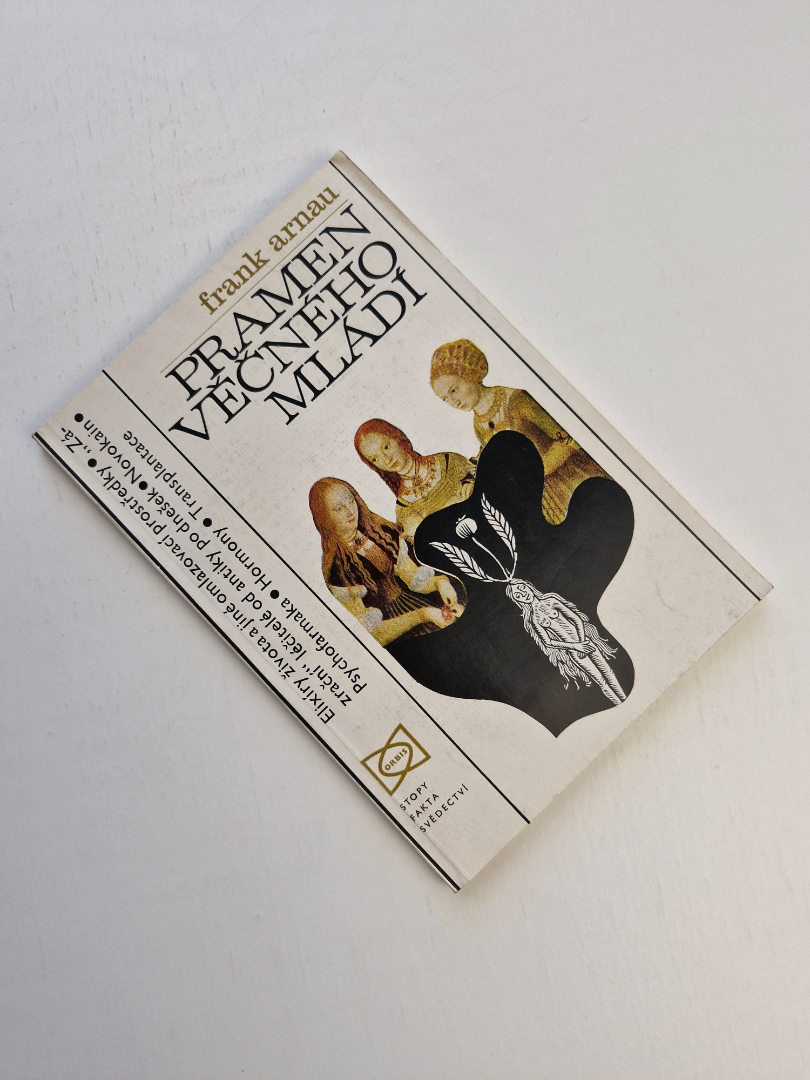 frank arnau
PRAMEN
VĚČNÉHO
MLÁDÍ
Elixíry života a jiné omlazovací prostředky ● „Zá-
zrační“ léčitelé od antiky po dnešek ● Novokain ●
Psychofarmaka ● Hormony ● Transplantace
ORBIS
STOPY
FAKTA
SVĚDECTVÍ